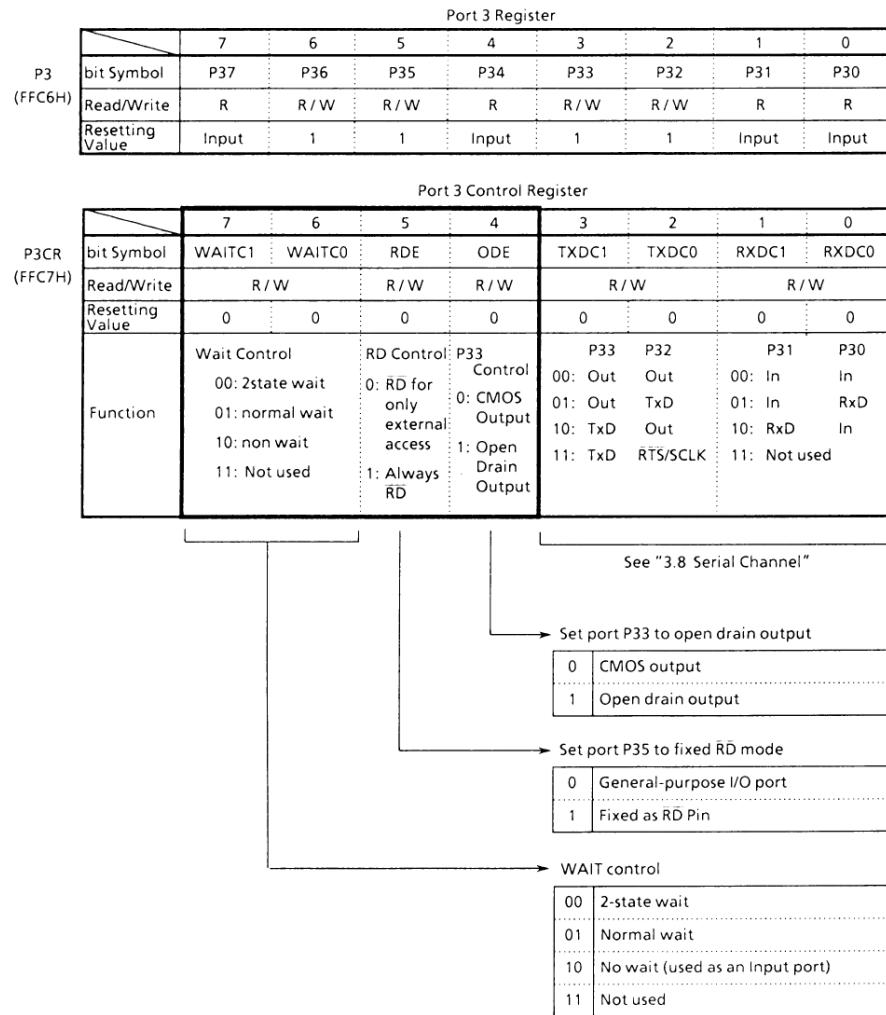 Port 3 Register
7 6 5 4 3 2 1 0
P3 (FFC6H)
bit Symbol P37 P36 P35 P34 P33 P32 P31 P30
Read/Write R R / W R / W R R / W R / W R R
Resetting Value Input 1 1 Input 1 1 Input Input
Port 3 Control Register
7 6 5 4 3 2 1 0
P3CR (FFC7H)
bit Symbol WAITC1 WAITC0 RDE ODE TXDC1 TXDC0 RXDC1 RXDC0
Read/Write R / W R / W R / W R / W R / W
Resetting Value 0 0 0 0 0 0 0 0
Function
Wait Control
00: 2state wait
01: normal wait
10: non wait
11: Not used
RD Control
0: R̅D̅ for
only
external
access
1: Always
R̅D̅
P33
Control
0: CMOS
Output
1: Open
Drain
Output
P33 P32
00: Out Out
01: Out TxD
10: TxD Out
11: TxD R̅T̅S̅/SCLK
P31 P30
00: In In
01: In RxD
10: RxD In
11: Not used
See "3.8 Serial Channel"
Set port P33 to open drain output
0 CMOS output
1 Open drain output
Set port P35 to fixed R̅D̅ mode
0 General-purpose I/O port
1 Fixed as R̅D̅ Pin
WAIT control
00 2-state wait
01 Normal wait
10 No wait (used as an Input port)
11 Not used